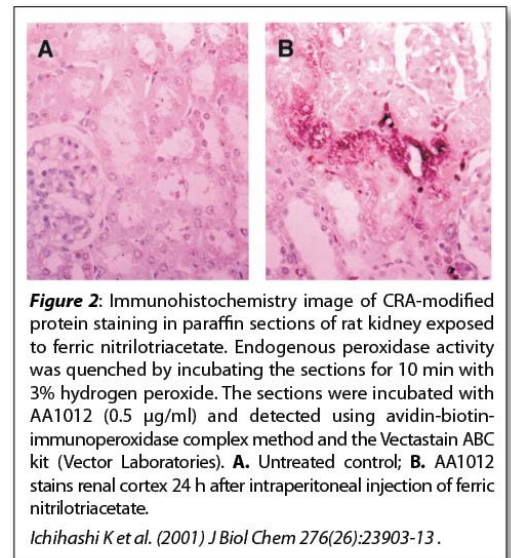 A
B
Figure 2: Immunohistochemistry image of CRA-modified
protein staining in paraffin sections of rat kidney exposed
to ferric nitrilotriacetate. Endogenous peroxidase activity
was quenched by incubating the sections for 10 min with
3% hydrogen peroxide. The sections were incubated with
AA1012 (0.5 μg/ml) and detected using avidin-biotin-
immunoperoxidase complex method and the Vectastain ABC
kit (Vector Laboratories). A. Untreated control; B. AA1012
stains renal cortex 24 h after intraperitoneal injection of ferric
nitrilotriacetate.
Ichihashi K et al. (2001) J Biol Chem 276(26):23903-13 .